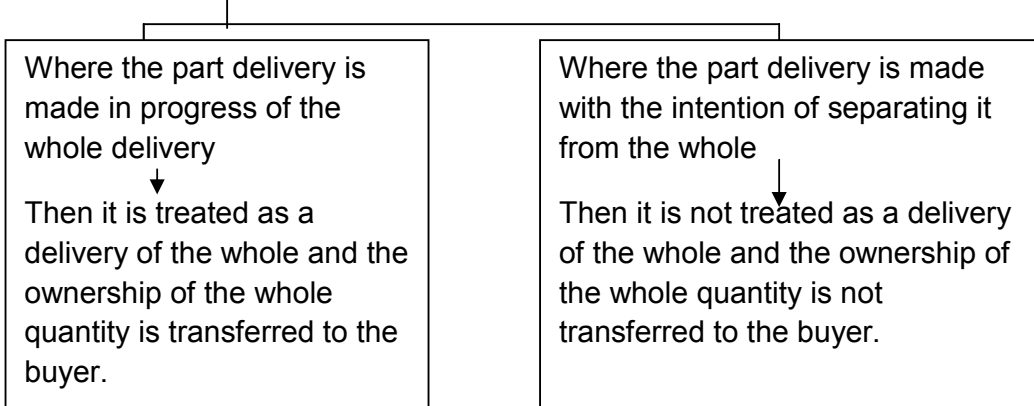 Where the part delivery is
made in progress of the
whole delivery
Then it is treated as a
delivery of the whole and the
ownership of the whole
quantity is transferred to the
buyer.
Where the part delivery is made
with the intention of separating it
from the whole
Then it is not treated as a delivery
of the whole and the ownership of
the whole quantity is not
transferred to the buyer.